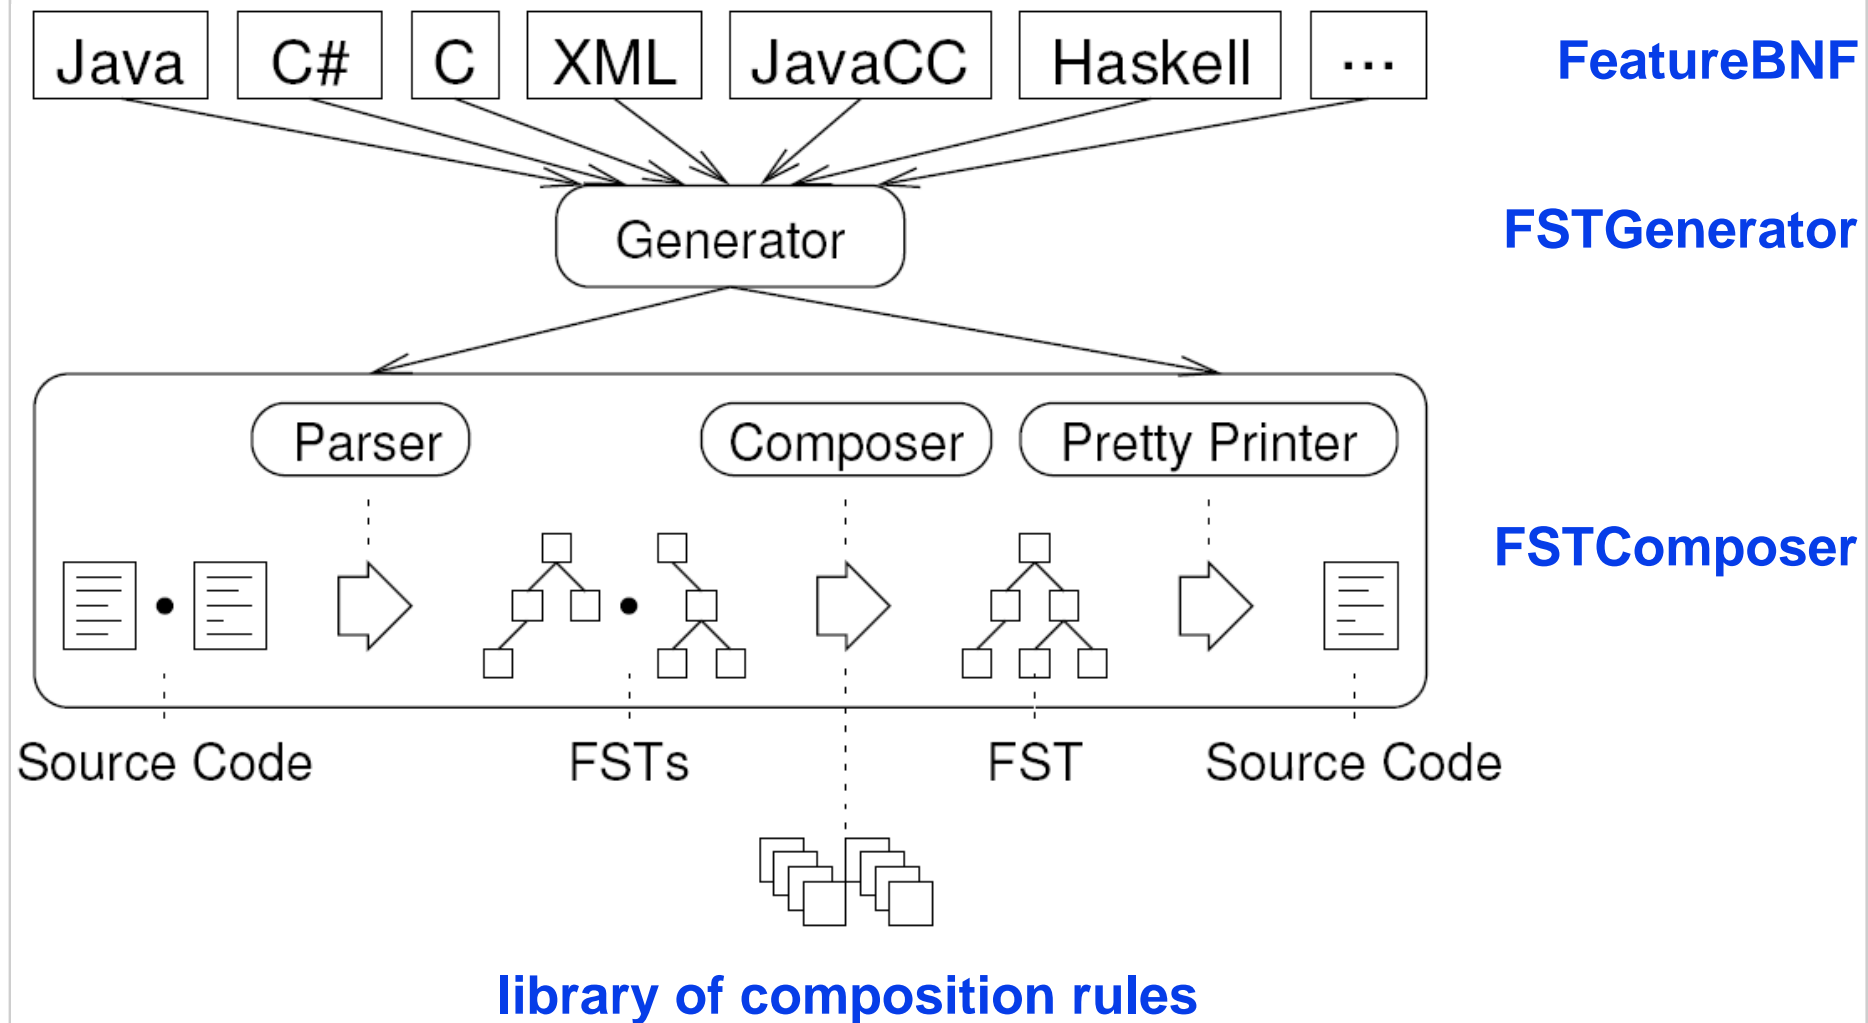 Java C# C XML JavaCC Haskell ... FeatureBNF
Generator FSTGenerator
Parser Composer Pretty Printer
FSTComposer
Source Code FSTs FST Source Code
library of composition rules